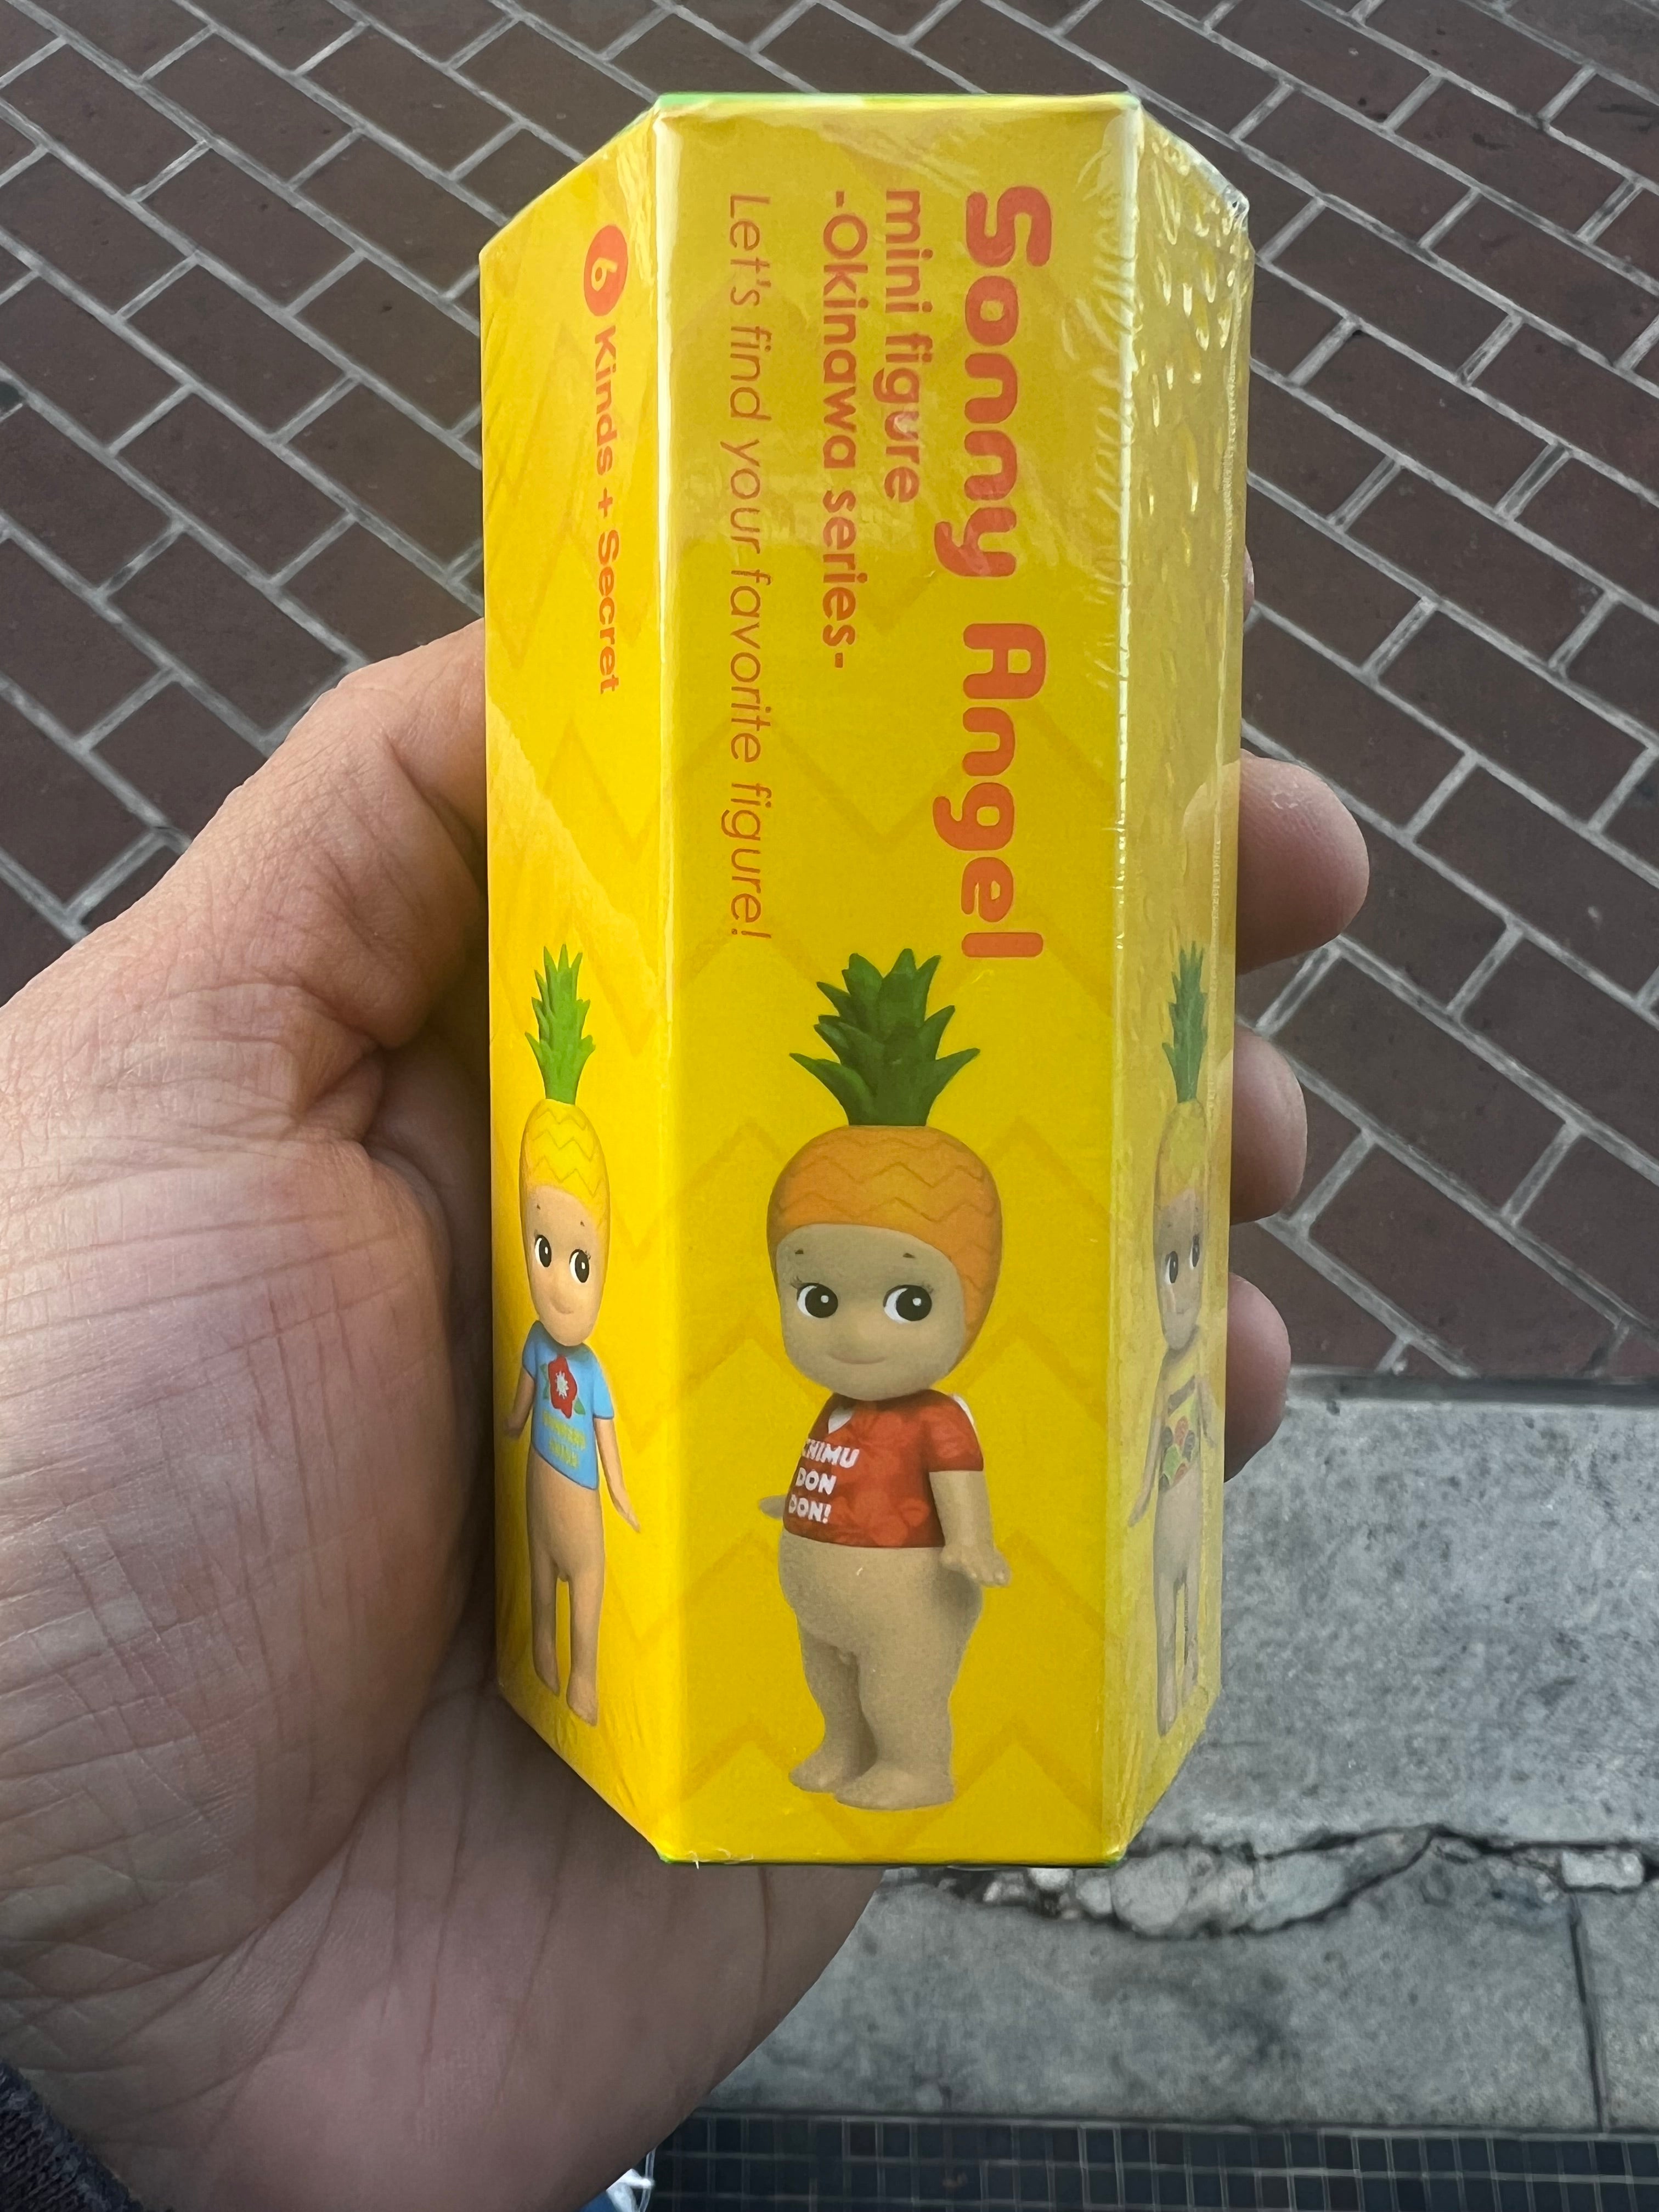 Sonny Angel
mini figure
-Okinawa series-
Let's find your favorite figure!
6 Kinds + Secret
CHIMU
DON
DON!